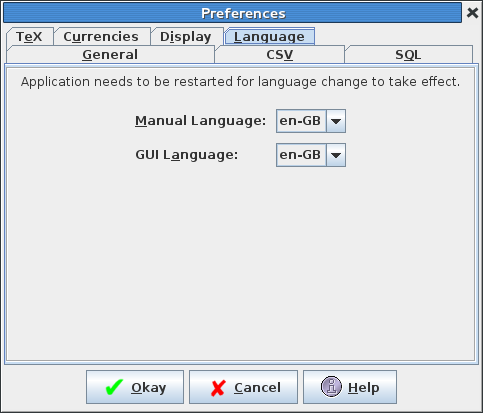 Preferences
TeX Currencies Display Language
General CSV SQL
Application needs to be restarted for language change to take effect.
Manual Language: en-GB
GUI Language: en-GB
Okay Cancel Help